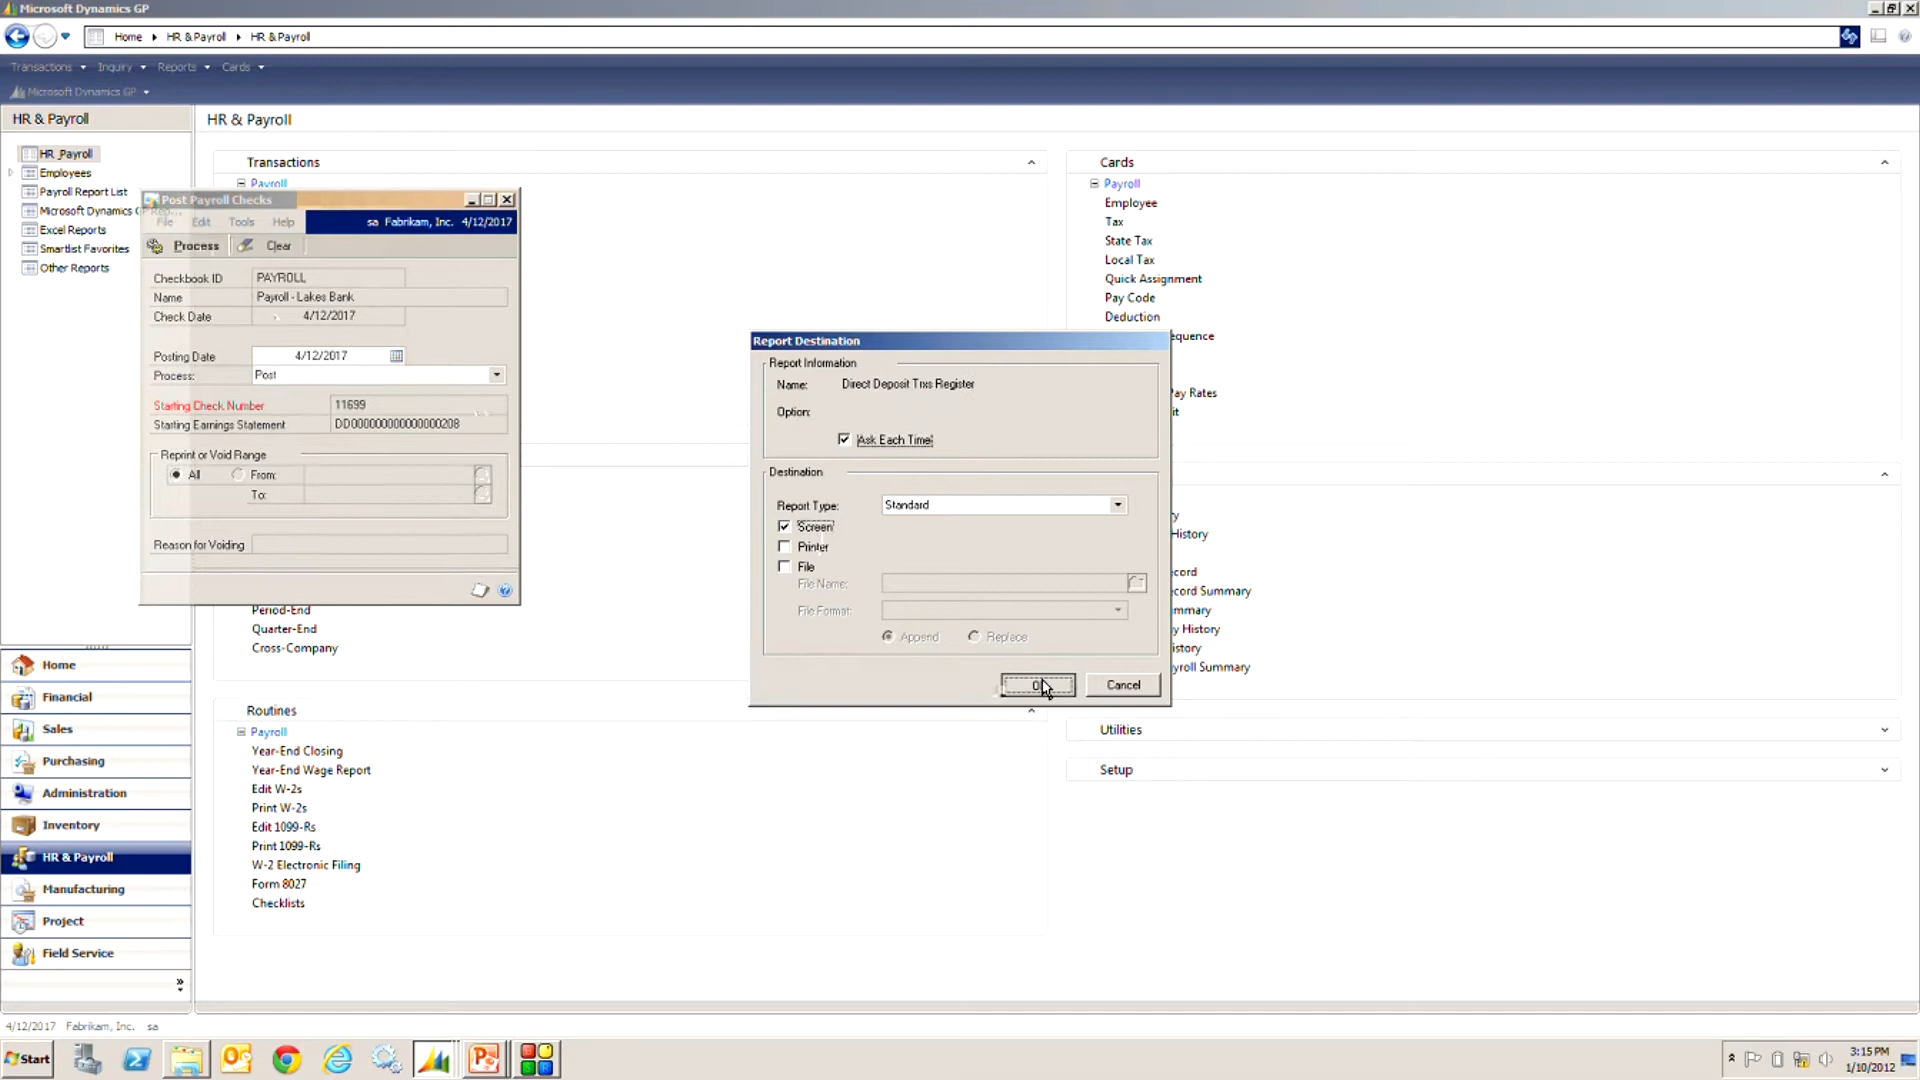 Microsoft Dynamics GP
Home HR & Payroll HR & Payroll
Transactions Inquiry Reports Cards
Microsoft Dynamics GP
HR & Payroll
HR_Payroll
Employees
Payroll Report List
Microsoft Dynamics
Excel Reports
Smartlist Favorites
Other Reports
Home
Financial
Sales
Purchasing
Administration
Inventory
HR & Payroll
Manufacturing
Project
Field Service
HR & Payroll
Transactions
Payroll
Post Payroll Checks
File Edit Tools Help sa Fabrikam, Inc. 4/12/2017
Process Clear
Checkbook ID PAYROLL
Name Payroll - Lakes Bank
Check Date 4/12/2017
Posting Date 4/12/2017
Process: Post
Starting Check Number 11699
Starting Earnings Statement DD000000000000000208
Reprint or Void Range
All From:
To:
Reason for Voiding
Period-End
Quarter-End
Cross-Company
Routines
Payroll
Year-End Closing
Year-End Wage Report
Edit W-2s
Print W-2s
Edit 1099-Rs
Print 1099-Rs
W-2 Electronic Filing
Form 8027
Checklists
Report Destination
Report Information
Name: Direct Deposit Trxs Register
Option:
Ask Each Time
Destination
Report Type: Standard
Screen
Printer
File
File Name:
File Format:
Append Replace
Cancel
Cards
Payroll
Employee
Tax
State Tax
Local Tax
Quick Assignment
Pay Code
Deduction
equence
Pay Rates
it
y
History
cord
cord Summary
mmary
y History
istory
yroll Summary
Utilities
Setup
4/12/2017 Fabrikam, Inc. sa
Start
3:15 PM
1/10/2012